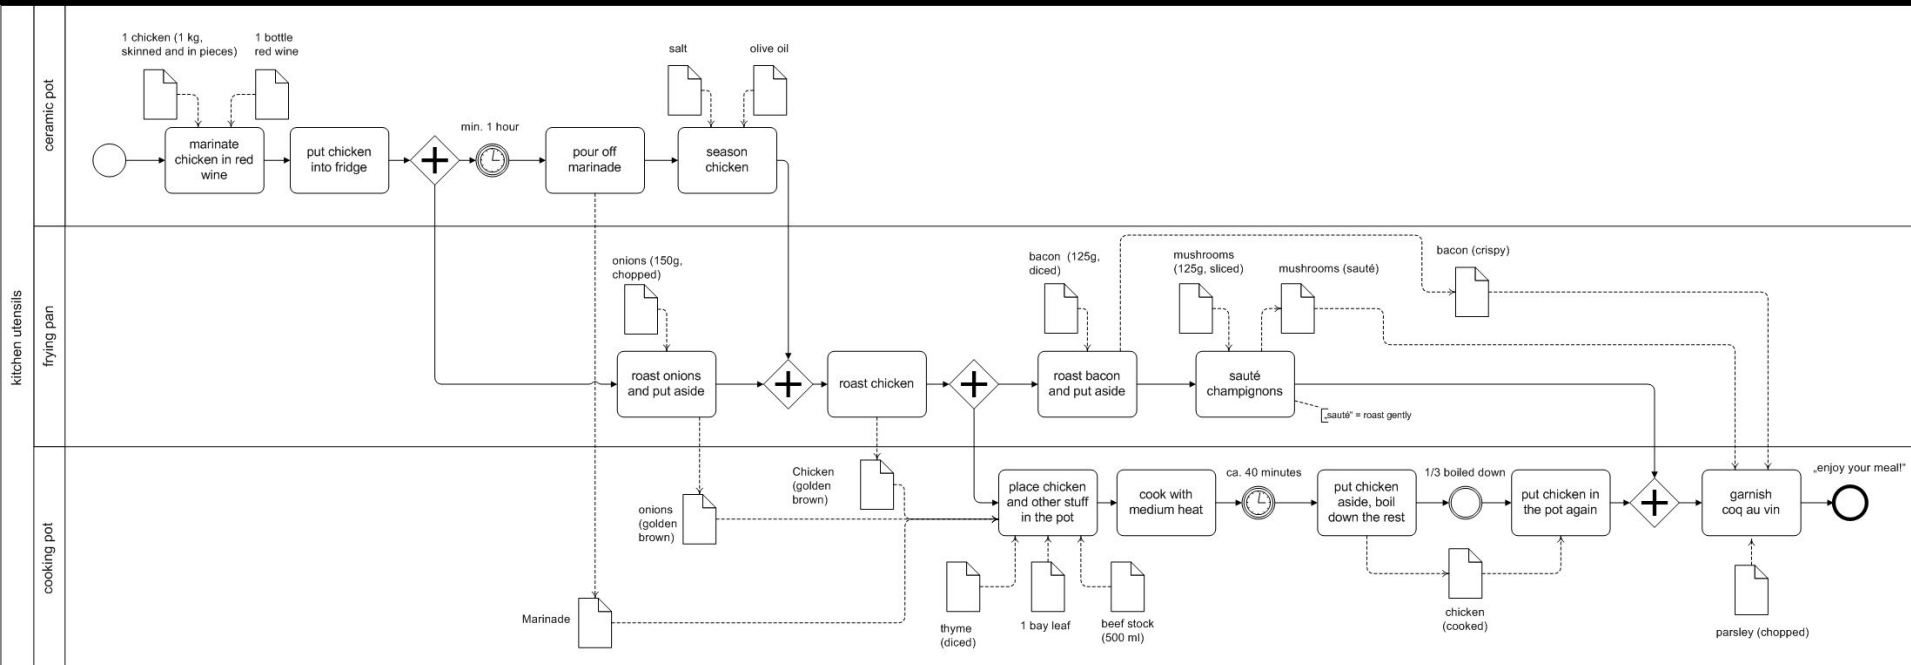 kitchen utensils
ceramic pot
1 chicken (1 kg,
skinned and in pieces)
1 bottle
red wine
salt
olive oil
marinate
chicken in red
wine
put chicken
into fridge
min. 1 hour
pour off
marinade
season
chicken
frying pan
onions (150g,
chopped)
roast onions
and put aside
roast chicken
bacon (125g,
diced)
roast bacon
and put aside
mushrooms
(125g, sliced)
mushrooms (sauté)
sauté
champignons
„sauté" = roast gently
bacon (crispy)
cooking pot
Marinade
onions
(golden
brown)
Chicken
(golden
brown)
place chicken
and other stuff
in the pot
thyme
(diced)
1 bay leaf
beef stock
(500 ml)
cook with
medium heat
ca. 40 minutes
put chicken
aside, boil
down the rest
1/3 boiled down
chicken
(cooked)
put chicken in
the pot again
garnish
coq au vin
parsley (chopped)
„enjoy your meal!"